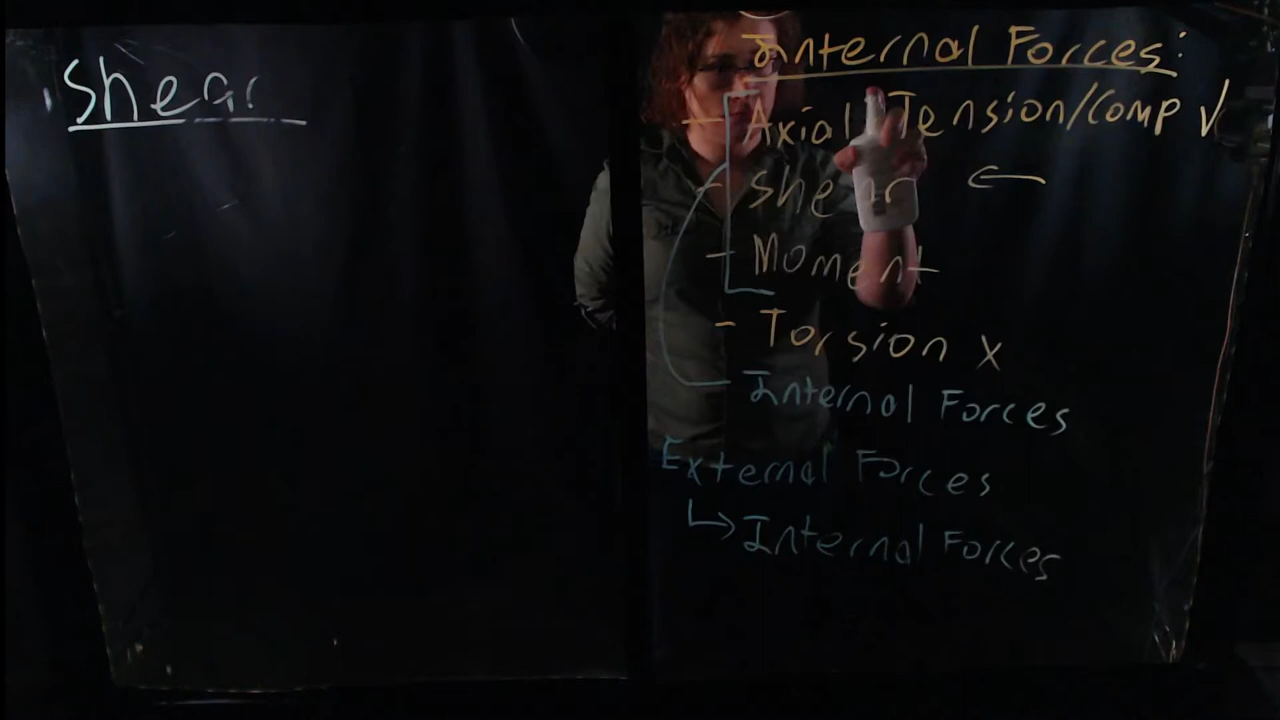 Shear
Internal Forces:
- Axial Tension/Comp ✓
- Shear ←
- Moment
- Torsion x
- Internal Forces
External Forces
↳ Internal Forces